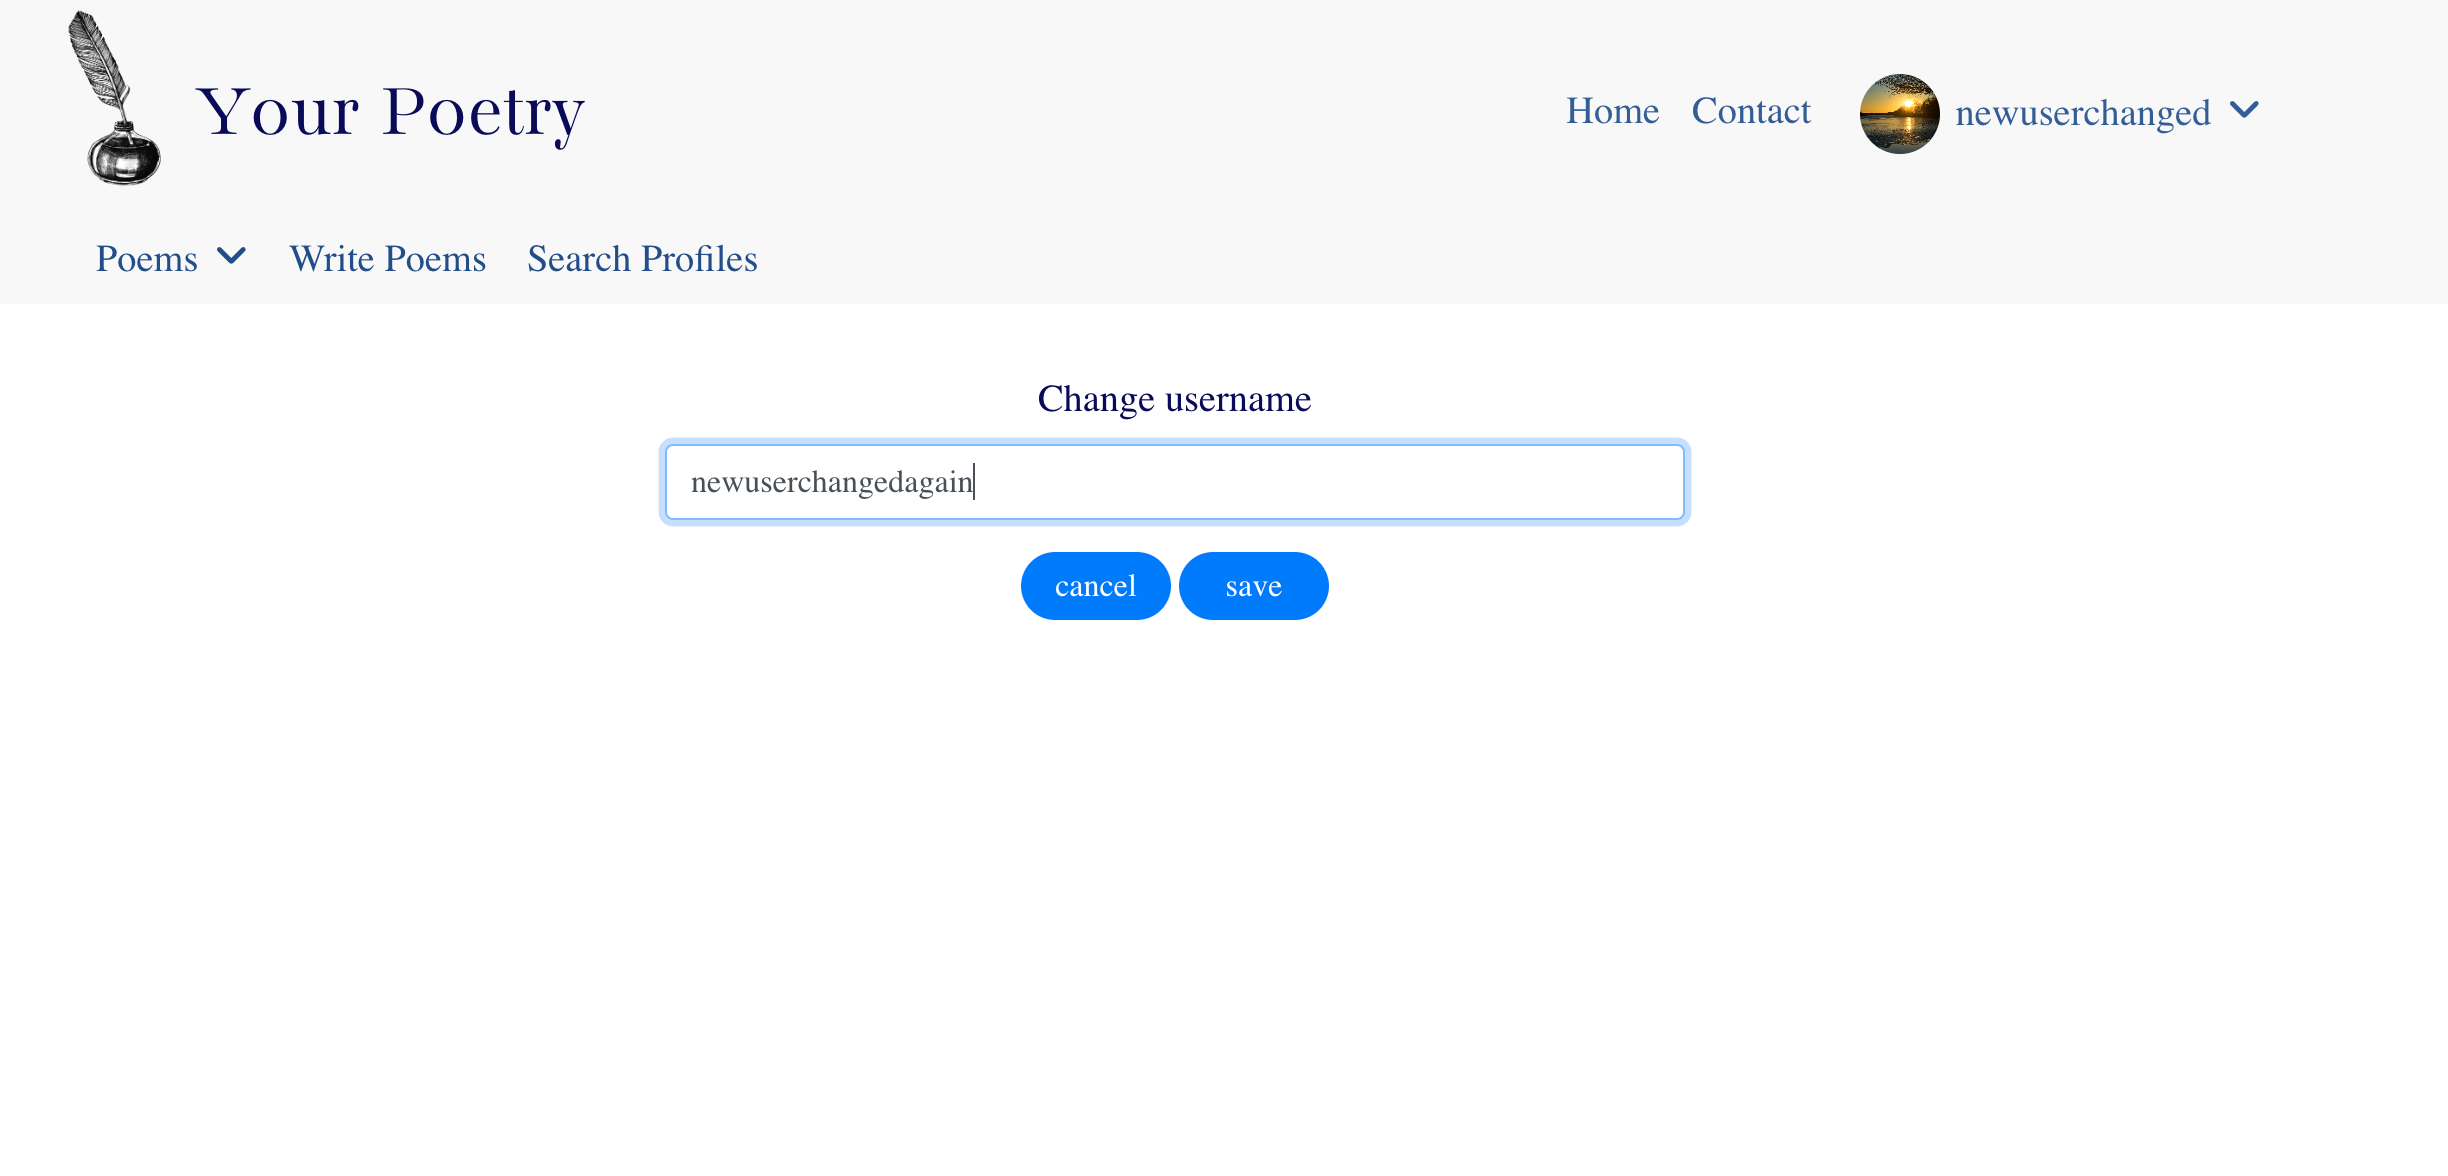 Your Poetry
Home Contact newuserchanged
Poems Write Poems Search Profiles
Change username
newuserchangedagain
cancel save